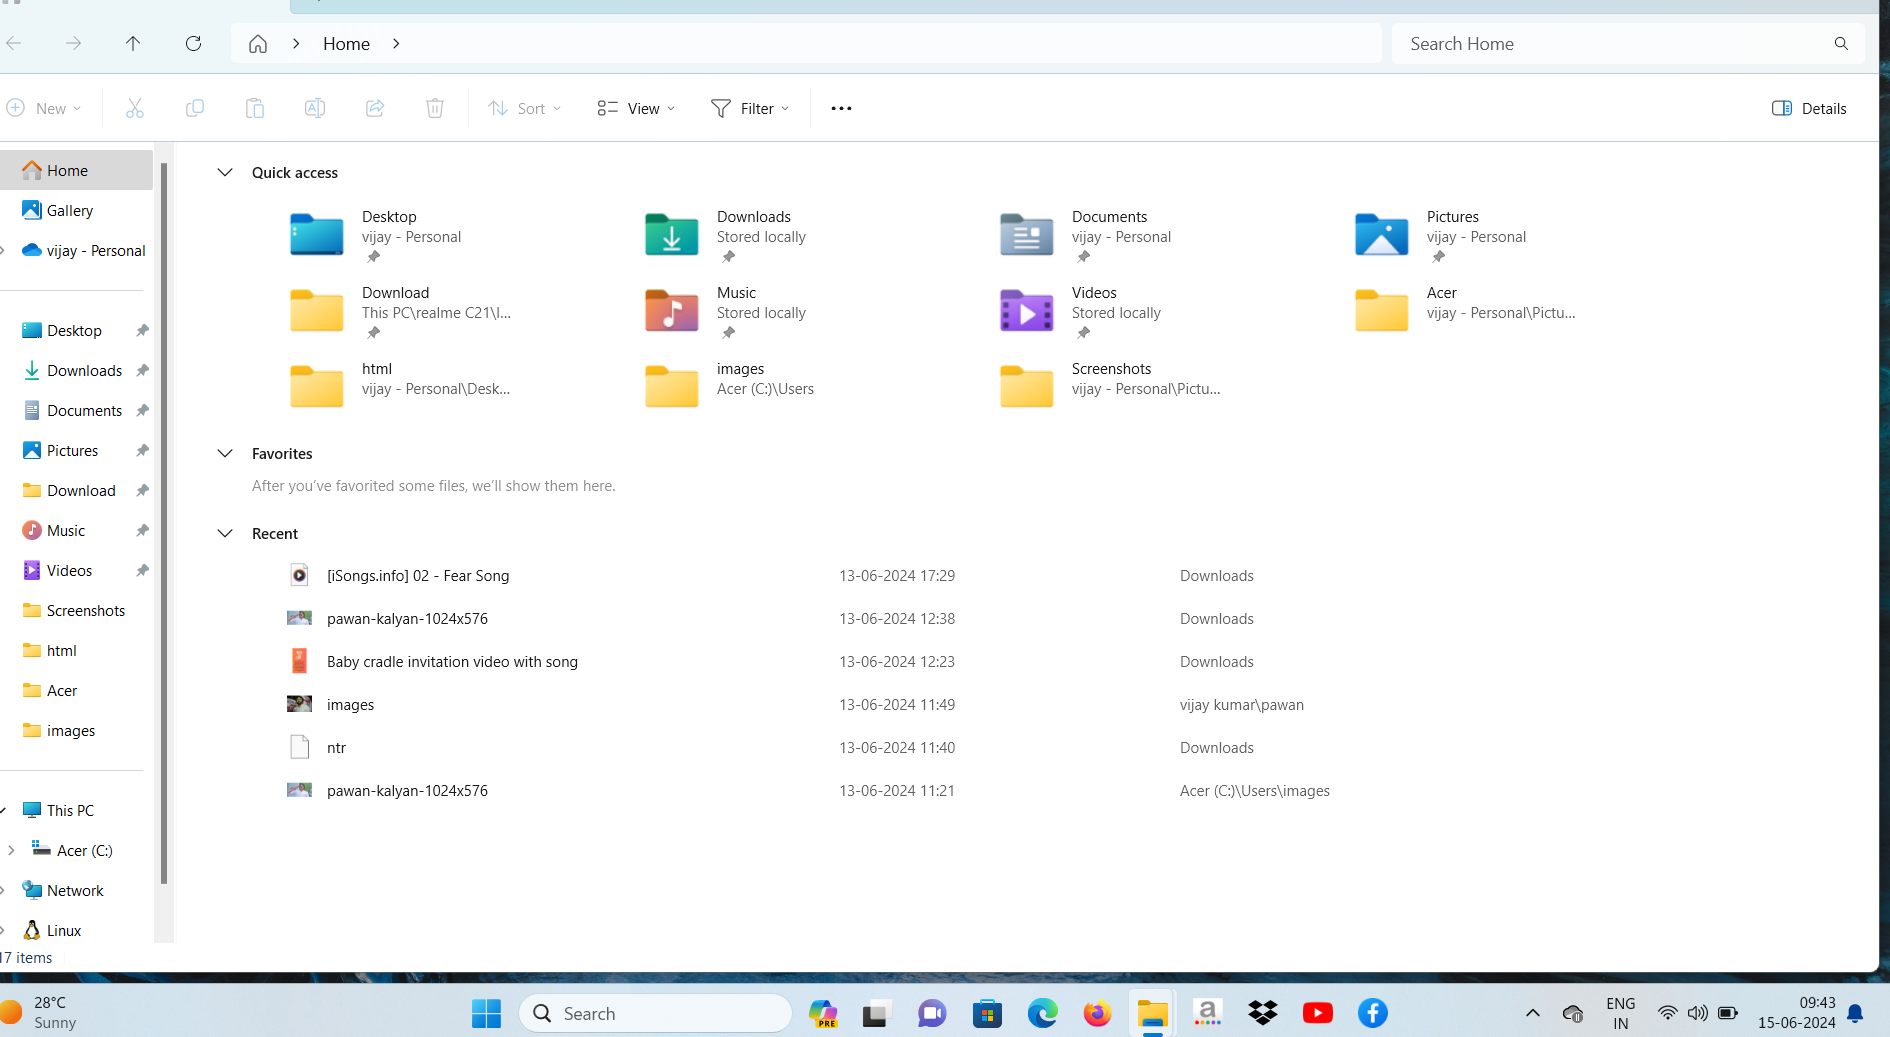 Home
Search Home
New
Sort
View
Filter
Details
Home
Gallery
vijay - Personal
Desktop
Downloads
Documents
Pictures
Download
Music
Videos
Screenshots
html
Acer
images
This PC
Acer (C:)
Network
Linux
17 items
Quick access
Desktop
vijay - Personal
Downloads
Stored locally
Documents
vijay - Personal
Pictures
vijay - Personal
Download
This PC\realme C21\I...
Music
Stored locally
Videos
Stored locally
Acer
vijay - Personal\Pictu...
html
vijay - Personal\Desk...
images
Acer (C:)\Users
Screenshots
vijay - Personal\Pictu...
Favorites
After you've favorited some files, we'll show them here.
Recent
[iSongs.info] 02 - Fear Song 13-06-2024 17:29 Downloads
pawan-kalyan-1024x576 13-06-2024 12:38 Downloads
Baby cradle invitation video with song 13-06-2024 12:23 Downloads
images 13-06-2024 11:49 vijay kumar\pawan
ntr 13-06-2024 11:40 Downloads
pawan-kalyan-1024x576 13-06-2024 11:21 Acer (C:)\Users\images
28°C
Sunny
Search
PRE
a
ENG
IN
09:43
15-06-2024